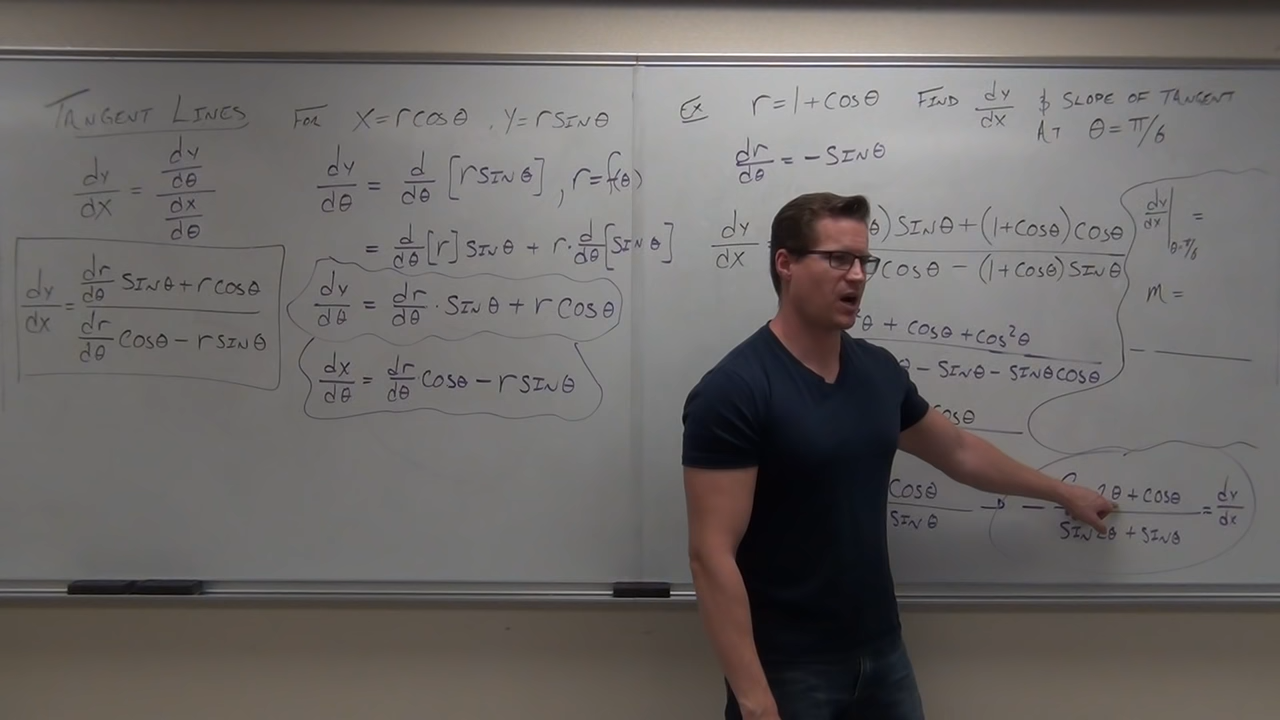 TANGENT LINES
dy/dx = (dy/dθ)/(dx/dθ)
dy/dx = (dr/dθ SINθ + r COSθ)/(dr/dθ COSθ − r SINθ)
FOR X = r COSθ , Y = r SINθ
dy/dθ = d/dθ [r SINθ] , r = f(θ)
= d/dθ [r] SINθ + r · d/dθ [SINθ]
dy/dθ = dr/dθ · SINθ + r COSθ
dx/dθ = dr/dθ COSθ − r SINθ
EX r = 1 + COSθ FIND dy/dx & SLOPE OF TANGENT
AT θ = π/6
dr/dθ = −SINθ
dy/dx = θ) SINθ + (1 + COSθ) COSθ
COSθ − (1 + COSθ) SINθ
θ + COSθ + COS²θ
θ − SINθ − SINθ COSθ
COSθ
COSθ/SINθ → − 2θ + COSθ / SIN2θ + SINθ = dy/dx
dy/dx | θ=π/6 =
m =